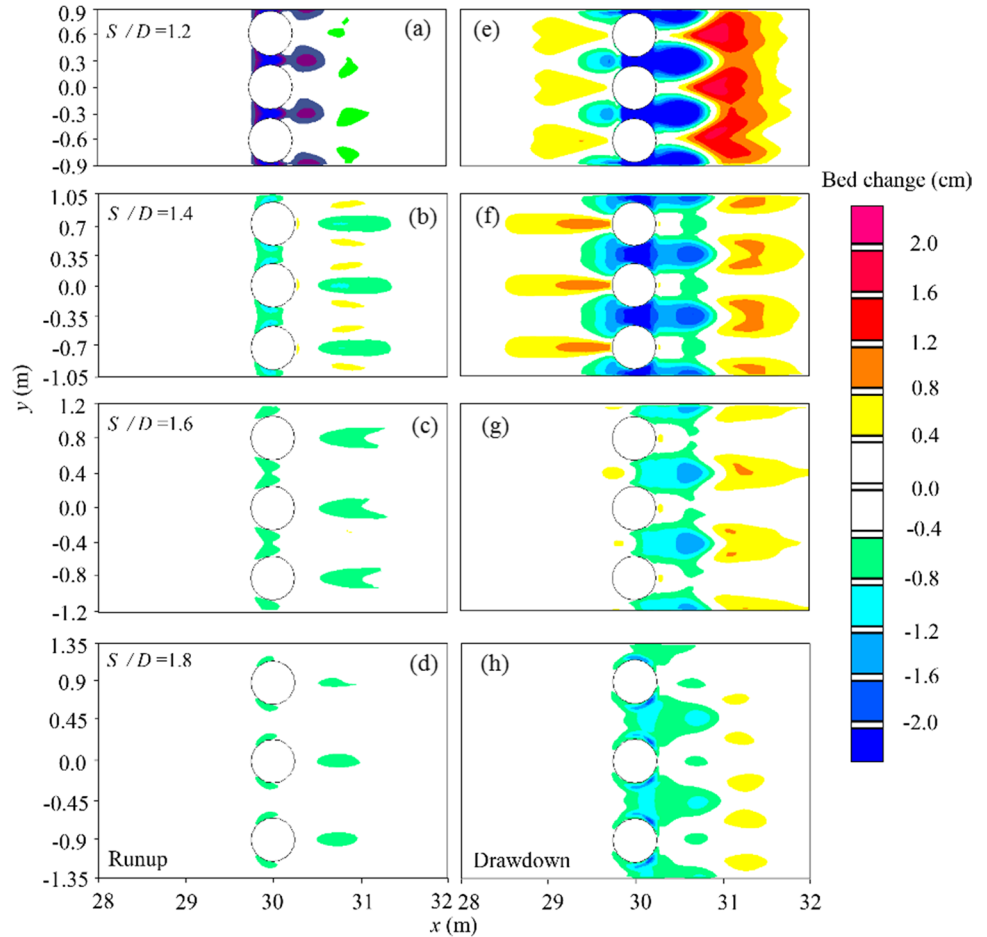 S / D =1.2
(a)
(e)
0.9
0.6
0.3
0.0
-0.3
-0.6
-0.9
S / D =1.4
(b)
(f)
1.05
0.7
0.35
0.0
-0.35
-0.7
-1.05
y (m)
S / D =1.6
(c)
(g)
1.2
0.8
0.4
0.0
-0.4
-0.8
-1.2
S / D =1.8
(d)
(h)
1.35
0.9
0.45
0.0
-0.45
-0.9
-1.35
Runup
Drawdown
28 29 30 31 32 28 29 30 31 32
x (m)
Bed change (cm)
2.0
1.6
1.2
0.8
0.4
0.0
-0.4
-0.8
-1.2
-1.6
-2.0